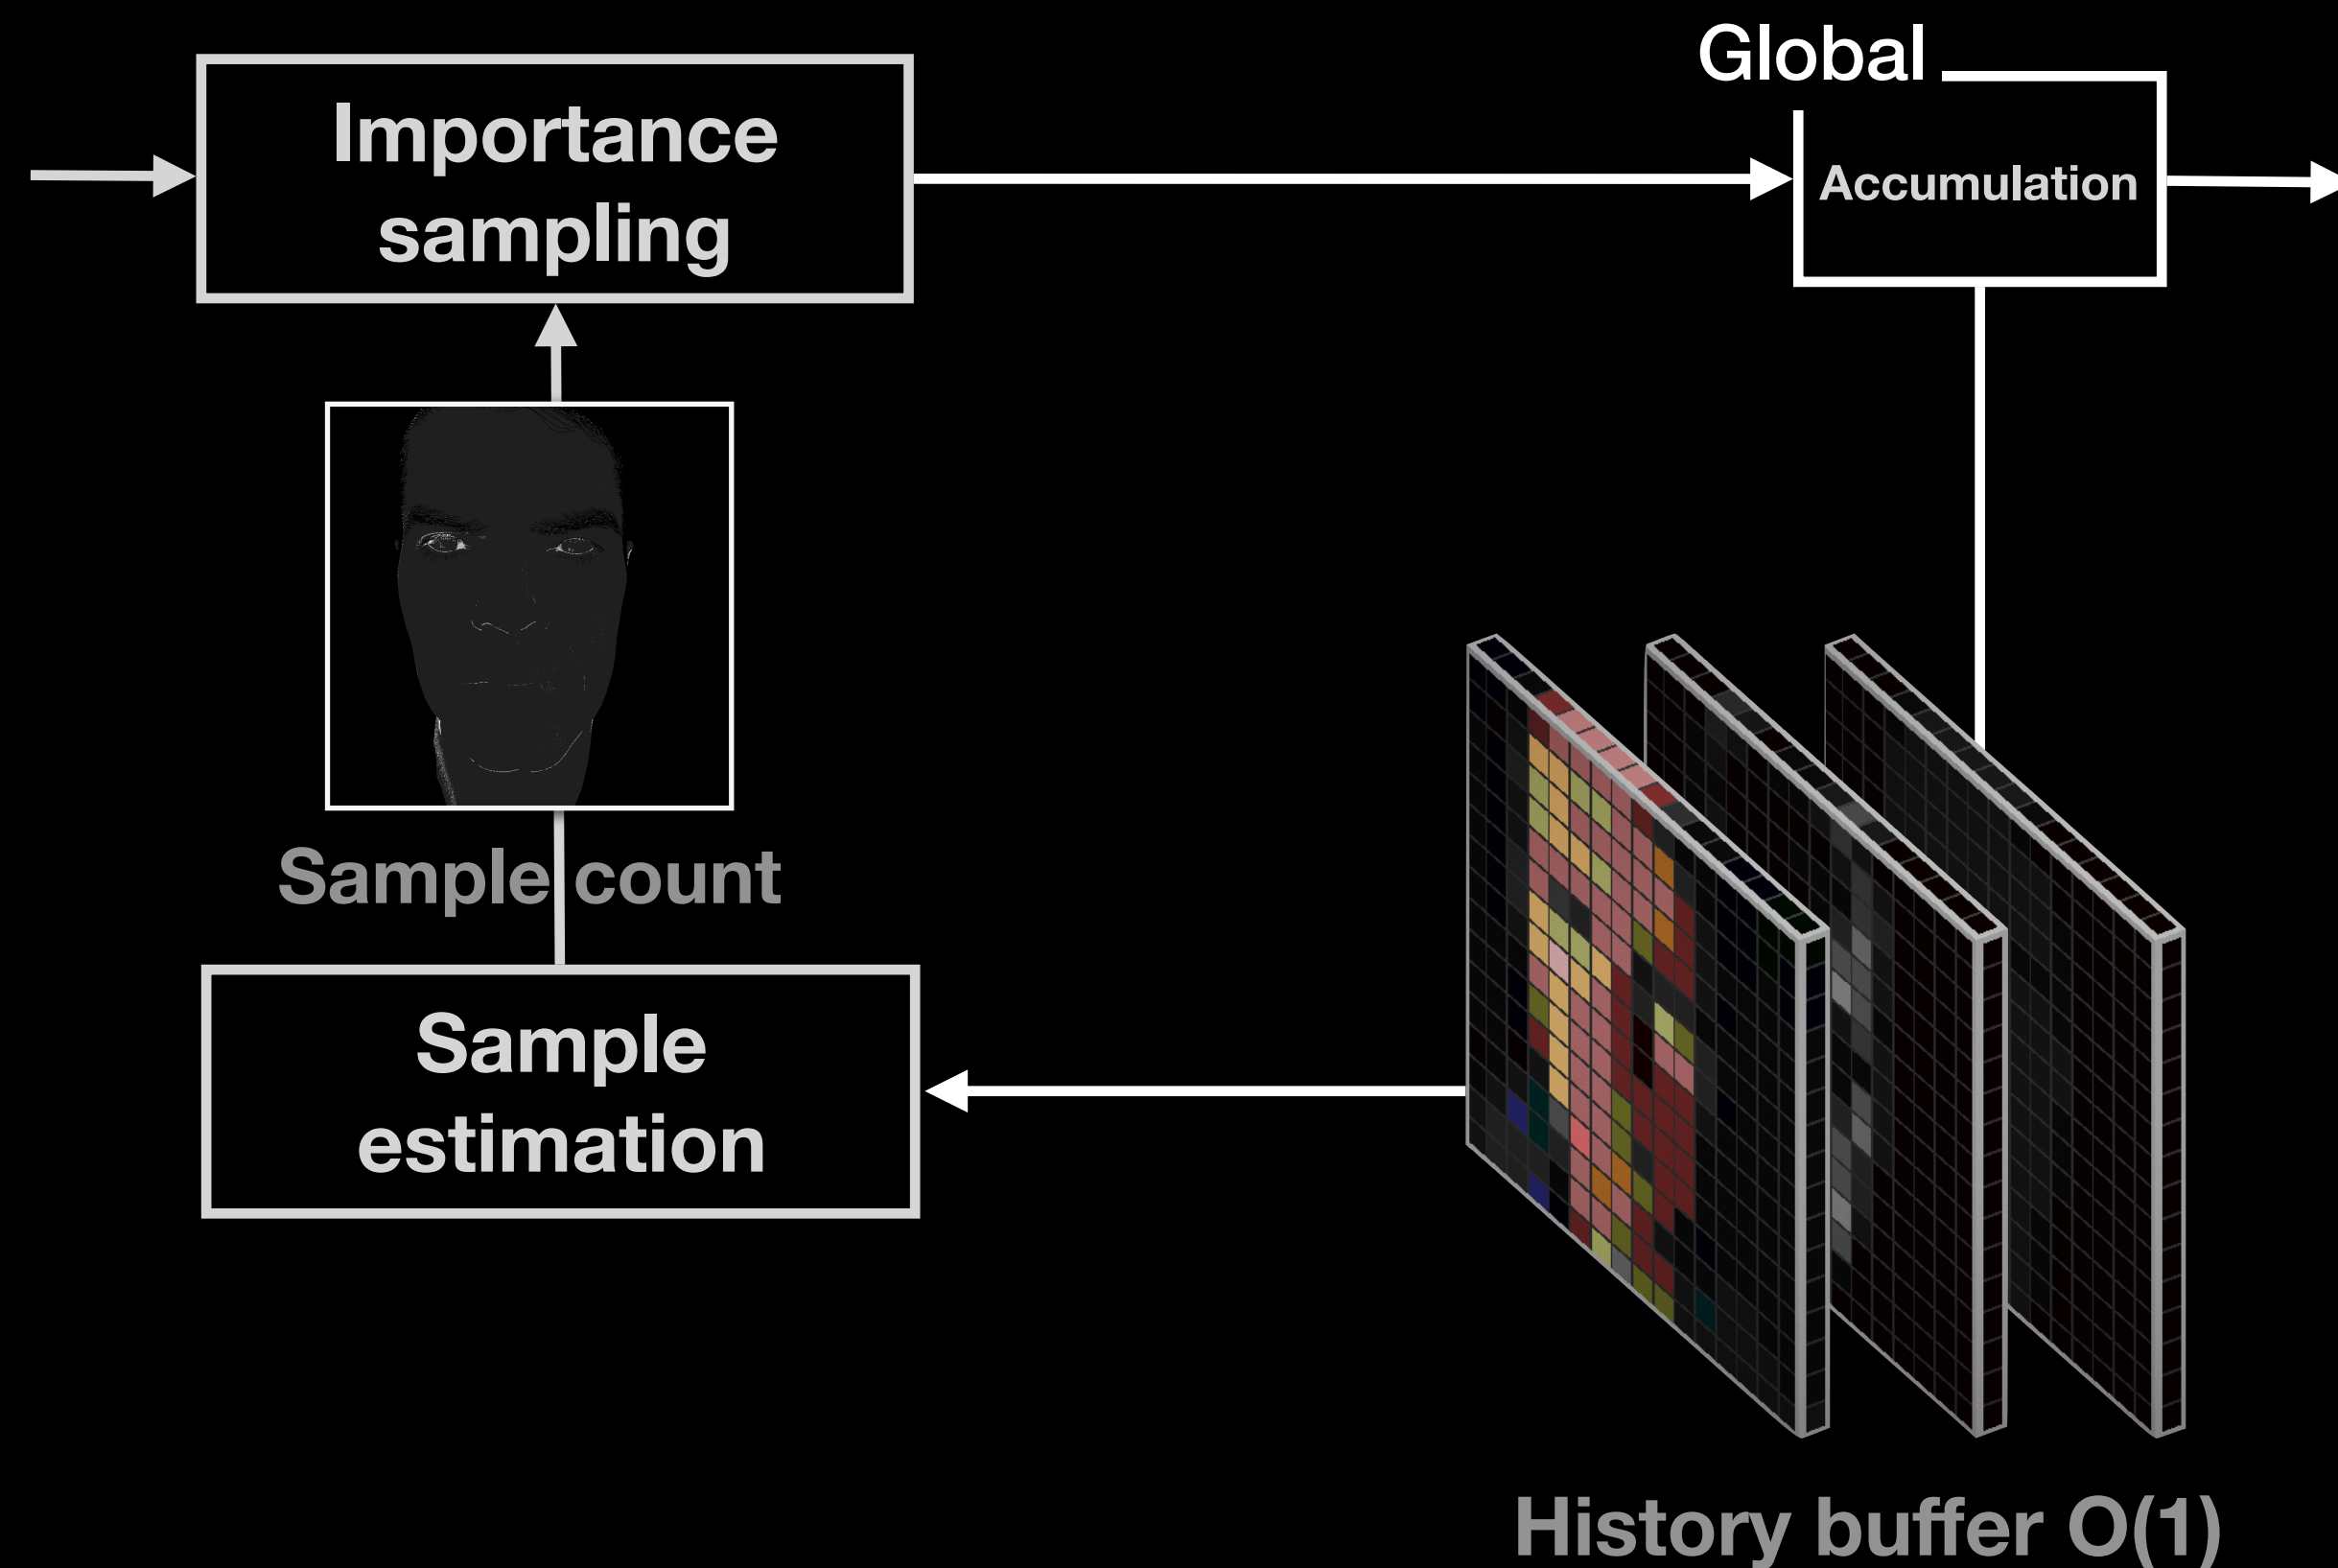 Global
Importance
sampling
Accumulation
Sample count
Sample
estimation
History buffer O(1)